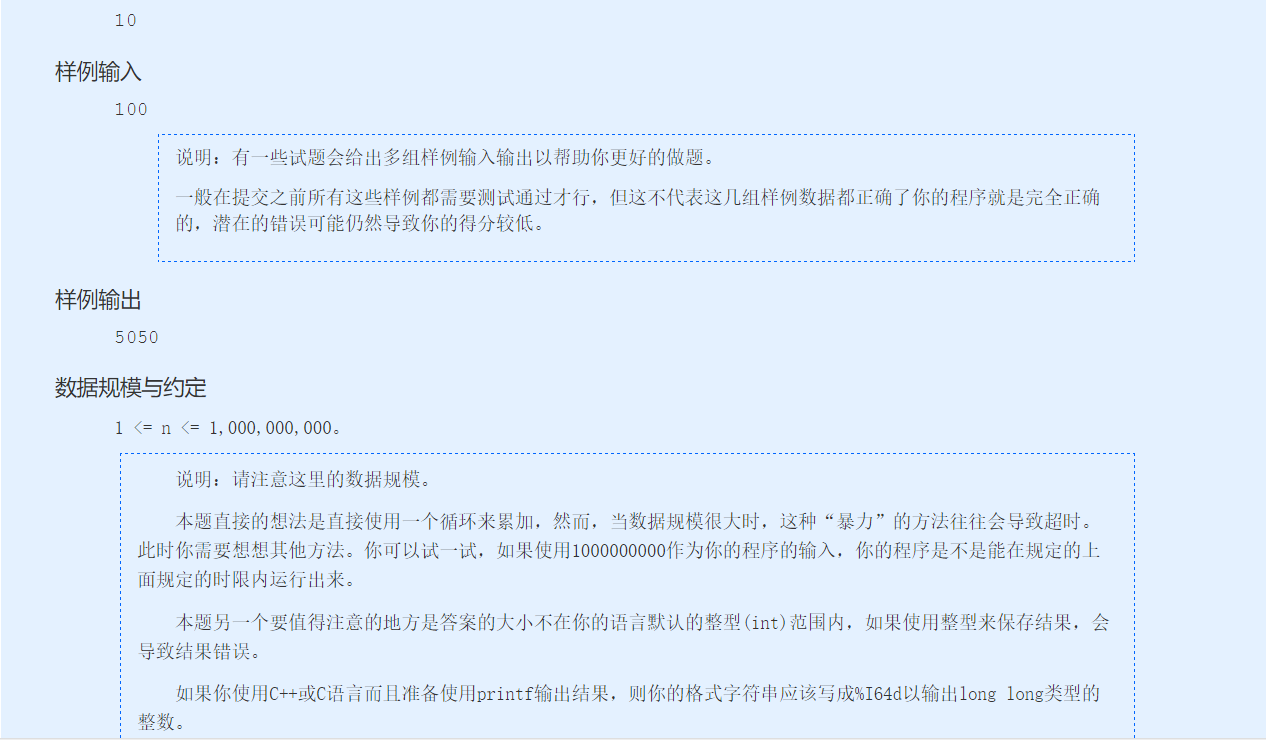 10
样例输入
100
说明：有一些试题会给出多组样例输入输出以帮助你更好的做题。
一般在提交之前所有这些样例都需要测试通过才行，但这不代表这几组样例数据都正确了你的程序就是完全正确
的，潜在的错误可能仍然导致你的得分较低。
样例输出
5050
数据规模与约定
1 <= n <= 1,000,000,000。
说明：请注意这里的数据规模。
本题直接的想法是直接使用一个循环来累加，然而，当数据规模很大时，这种“暴力”的方法往往会导致超时。
此时你需要想想其他方法。你可以试一试，如果使用1000000000作为你的程序的输入，你的程序是不是能在规定的上
面规定的时限内运行出来。
本题另一个要值得注意的地方是答案的大小不在你的语言默认的整型(int)范围内，如果使用整型来保存结果，会
导致结果错误。
如果你使用C++或C语言而且准备使用printf输出结果，则你的格式字符串应该写成%I64d以输出long long类型的
整数。